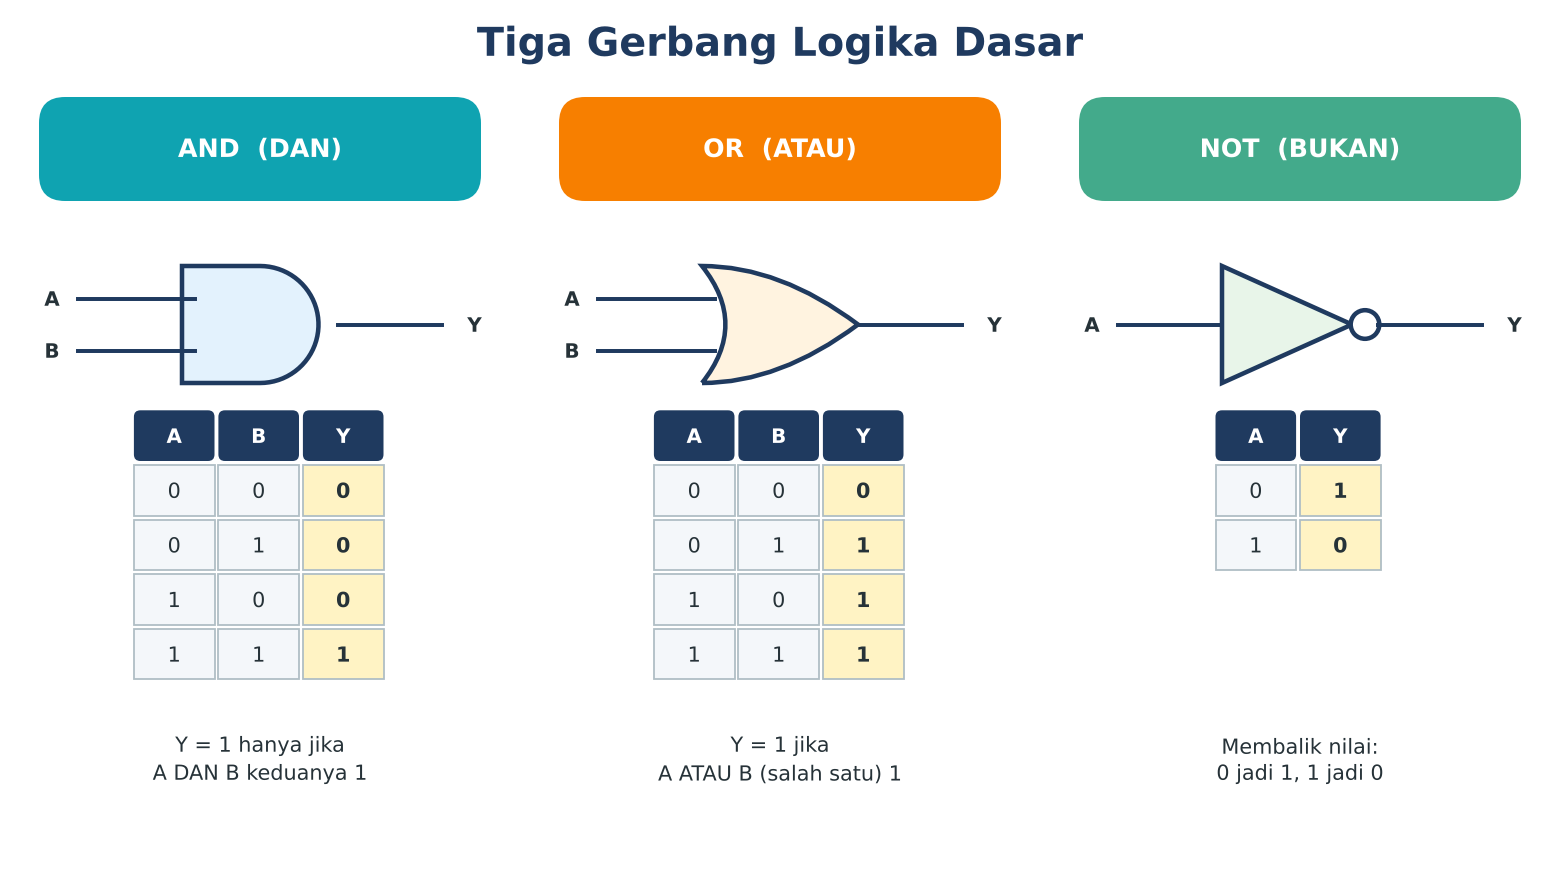 Tiga Gerbang Logika Dasar
AND (DAN)
OR (ATAU)
NOT (BUKAN)
A
B
Y
A
B
Y
A
Y
A B Y
0 0 0
0 1 0
1 0 0
1 1 1
A B Y
0 0 0
0 1 1
1 0 1
1 1 1
A Y
0 1
1 0
Y = 1 hanya jika
A DAN B keduanya 1
Y = 1 jika
A ATAU B (salah satu) 1
Membalik nilai:
0 jadi 1, 1 jadi 0